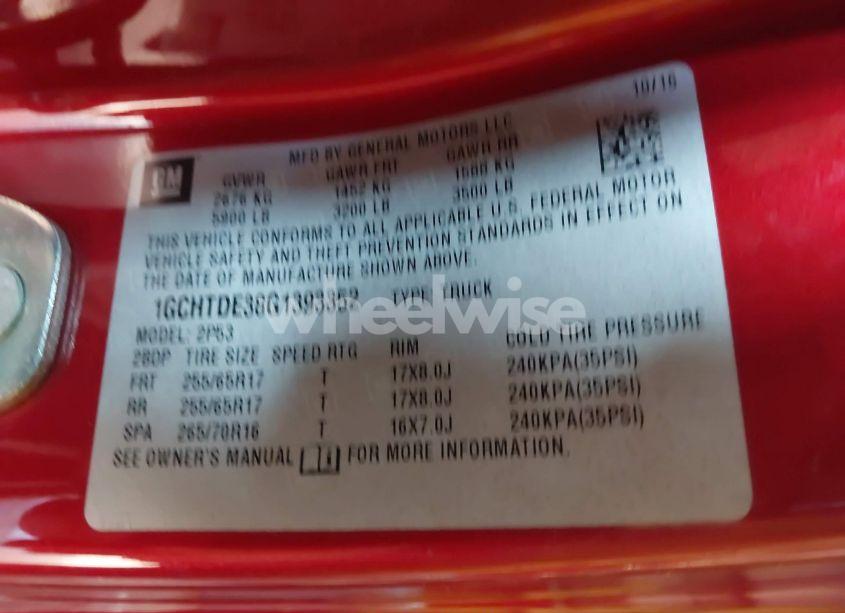 10/16
MFD BY GENERAL MOTORS LLC
GM
GVWR GAWR FRT GAWR RR
2676 KG 1452 KG 1588 KG
5900 LB 3200 LB 3500 LB
THIS VEHICLE CONFORMS TO ALL APPLICABLE U.S. FEDERAL MOTOR
VEHICLE SAFETY AND THEFT PREVENTION STANDARDS IN EFFECT ON
THE DATE OF MANUFACTURE SHOWN ABOVE.
TYPE: TRUCK
wheelwise
MODEL: 2P53
TIRE SIZE SPEED RTG RIM COLD TIRE PRESSURE
FRT 255/65R17 T 17X8.0J 240KPA(35PSI)
RR 255/65R17 T 17X8.0J 240KPA(35PSI)
SPA 265/70R16 T 16X7.0J 240KPA(35PSI)
SEE OWNER'S MANUAL FOR MORE INFORMATION.